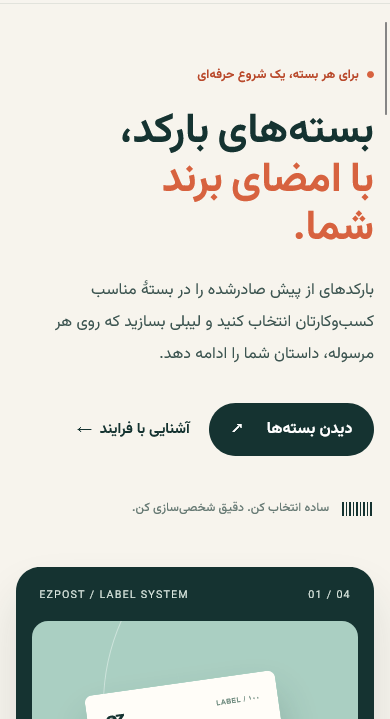 برای هر بسته، یک شروع حرفه‌ای
بسته‌های بارکد،
با امضای برند
شما.
بارکدهای از پیش صادرشده را در بستهٔ مناسب
کسب‌وکارتان انتخاب کنید و لیبلی بسازید که روی هر
مرسوله، داستان شما را ادامه دهد.
دیدن بسته‌ها ↗ آشنایی با فرایند ←
ساده انتخاب کن. دقیق شخصی‌سازی کن.
EZPOST / LABEL SYSTEM 01 / 04
LABEL / ۱۰۰